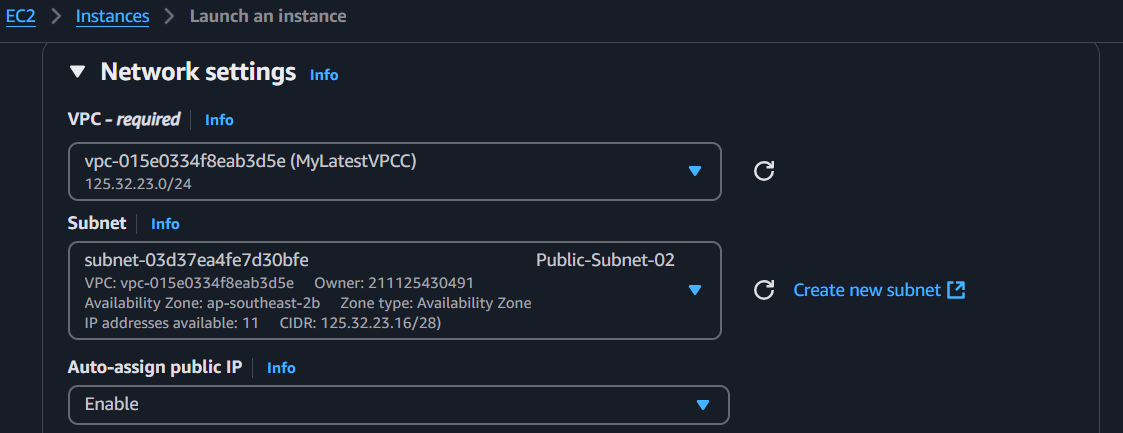 EC2 > Instances > Launch an instance
▼ Network settings Info
VPC – required Info
vpc-015e0334f8eab3d5e (MyLatestVPCC)
125.32.23.0/24
Subnet Info
subnet-03d37ea4fe7d30bfe Public-Subnet-02
VPC: vpc-015e0334f8eab3d5e Owner: 211125430491
Availability Zone: ap-southeast-2b Zone type: Availability Zone
IP addresses available: 11 CIDR: 125.32.23.16/28)
Create new subnet
Auto-assign public IP Info
Enable